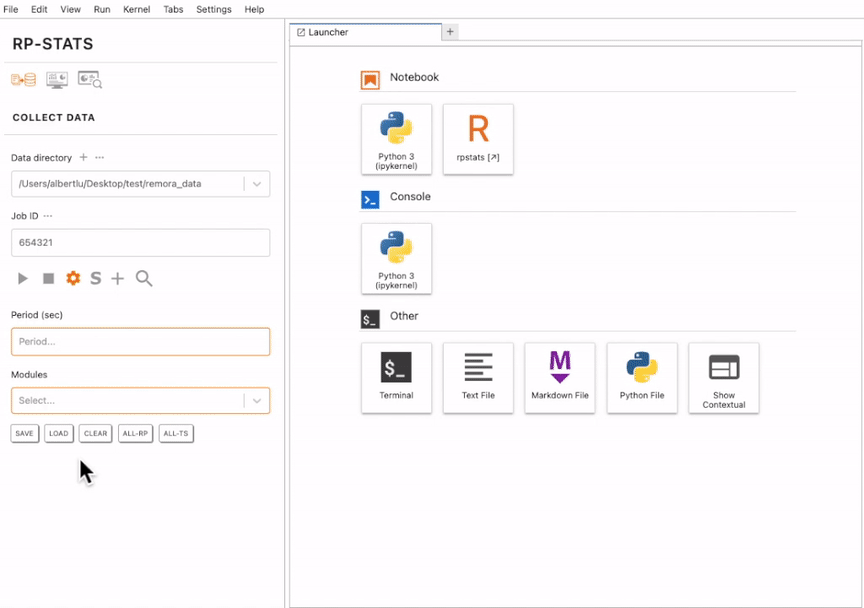 File Edit View Run Kernel Tabs Settings Help
RP-STATS
COLLECT DATA
Data directory + ···
/Users/albertlu/Desktop/test/remora_data
Job ID ···
654321
S +
Period (sec)
Period...
Modules
Select...
SAVE LOAD CLEAR ALL-RP ALL-TS
Launcher +
Notebook
Python 3
(ipykernel)
R
rpstats [↗]
Console
Python 3
(ipykernel)
Other
$_
Terminal
Text File
M
Markdown File
Python File
Show
Contextual